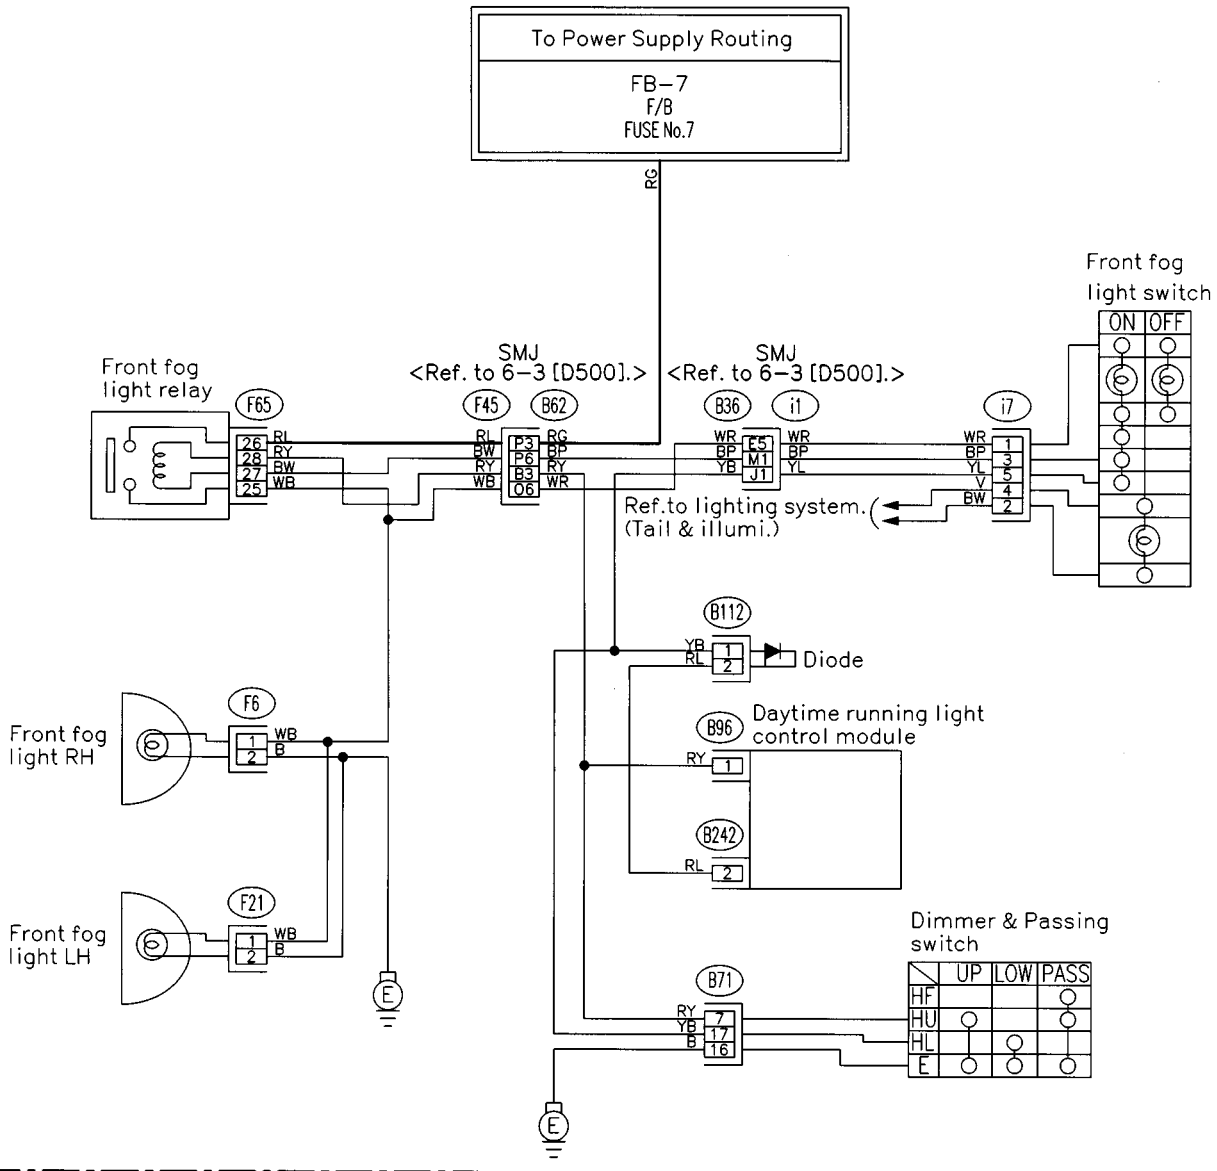 To Power Supply Routing
FB-7
F/B
FUSE No.7
RG
Front fog
light switch
ON OFF
SMJ
<Ref. to 6-3 [D500].>
SMJ
<Ref. to 6-3 [D500].>
Front fog
light relay
F65
F45
B62
B36
i1
i7
26 RL
28 RY
27 BW
25 WB
RL P3 RG
BW P6 BP
RY B3 RY
WB O6 WR
WR E5 WR
BP M1 BP
YB J1 YL
WR 1
BP 3
YL 5
V 4
BW 2
Ref.to lighting system.
(Tail & illumi.)
B112
YB 1
RL 2
Diode
Front fog
light RH
F6
1 WB
2 B
B96
Daytime running light
control module
RY 1
B242
RL 2
Front fog
light LH
F21
1 WB
2 B
E
Dimmer & Passing
switch
UP LOW PASS
HF
HU
HL
E
B71
RY 7
YB 17
B 16
E